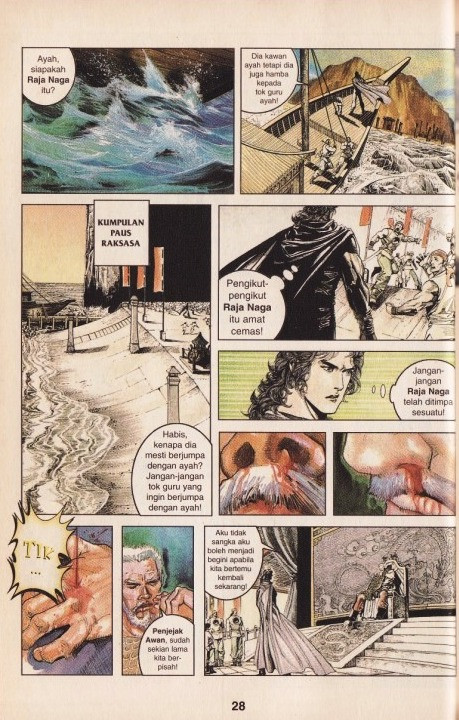 Ayah,
siapakah
Raja Naga
itu?
Dia kawan
ayah tetapi dia
juga hamba
kepada
tok guru
ayah!
KUMPULAN
PAUS
RAKSASA
Habis,
kenapa dia
mesti berjumpa
dengan ayah?
Jangan-jangan
tok guru yang
ingin berjumpa
dengan ayah!
Pengikut-
pengikut
Raja Naga
itu amat
cemas!
Jangan-
jangan
Raja Naga
telah ditimpa
sesuatu!
TIK
...
Penjejak
Awan, sudah
sekian lama
kita ber-
pisah!
Aku tidak
sangka aku
boleh menjadi
begini apabila
kita bertemu
kembali
sekarang!
28